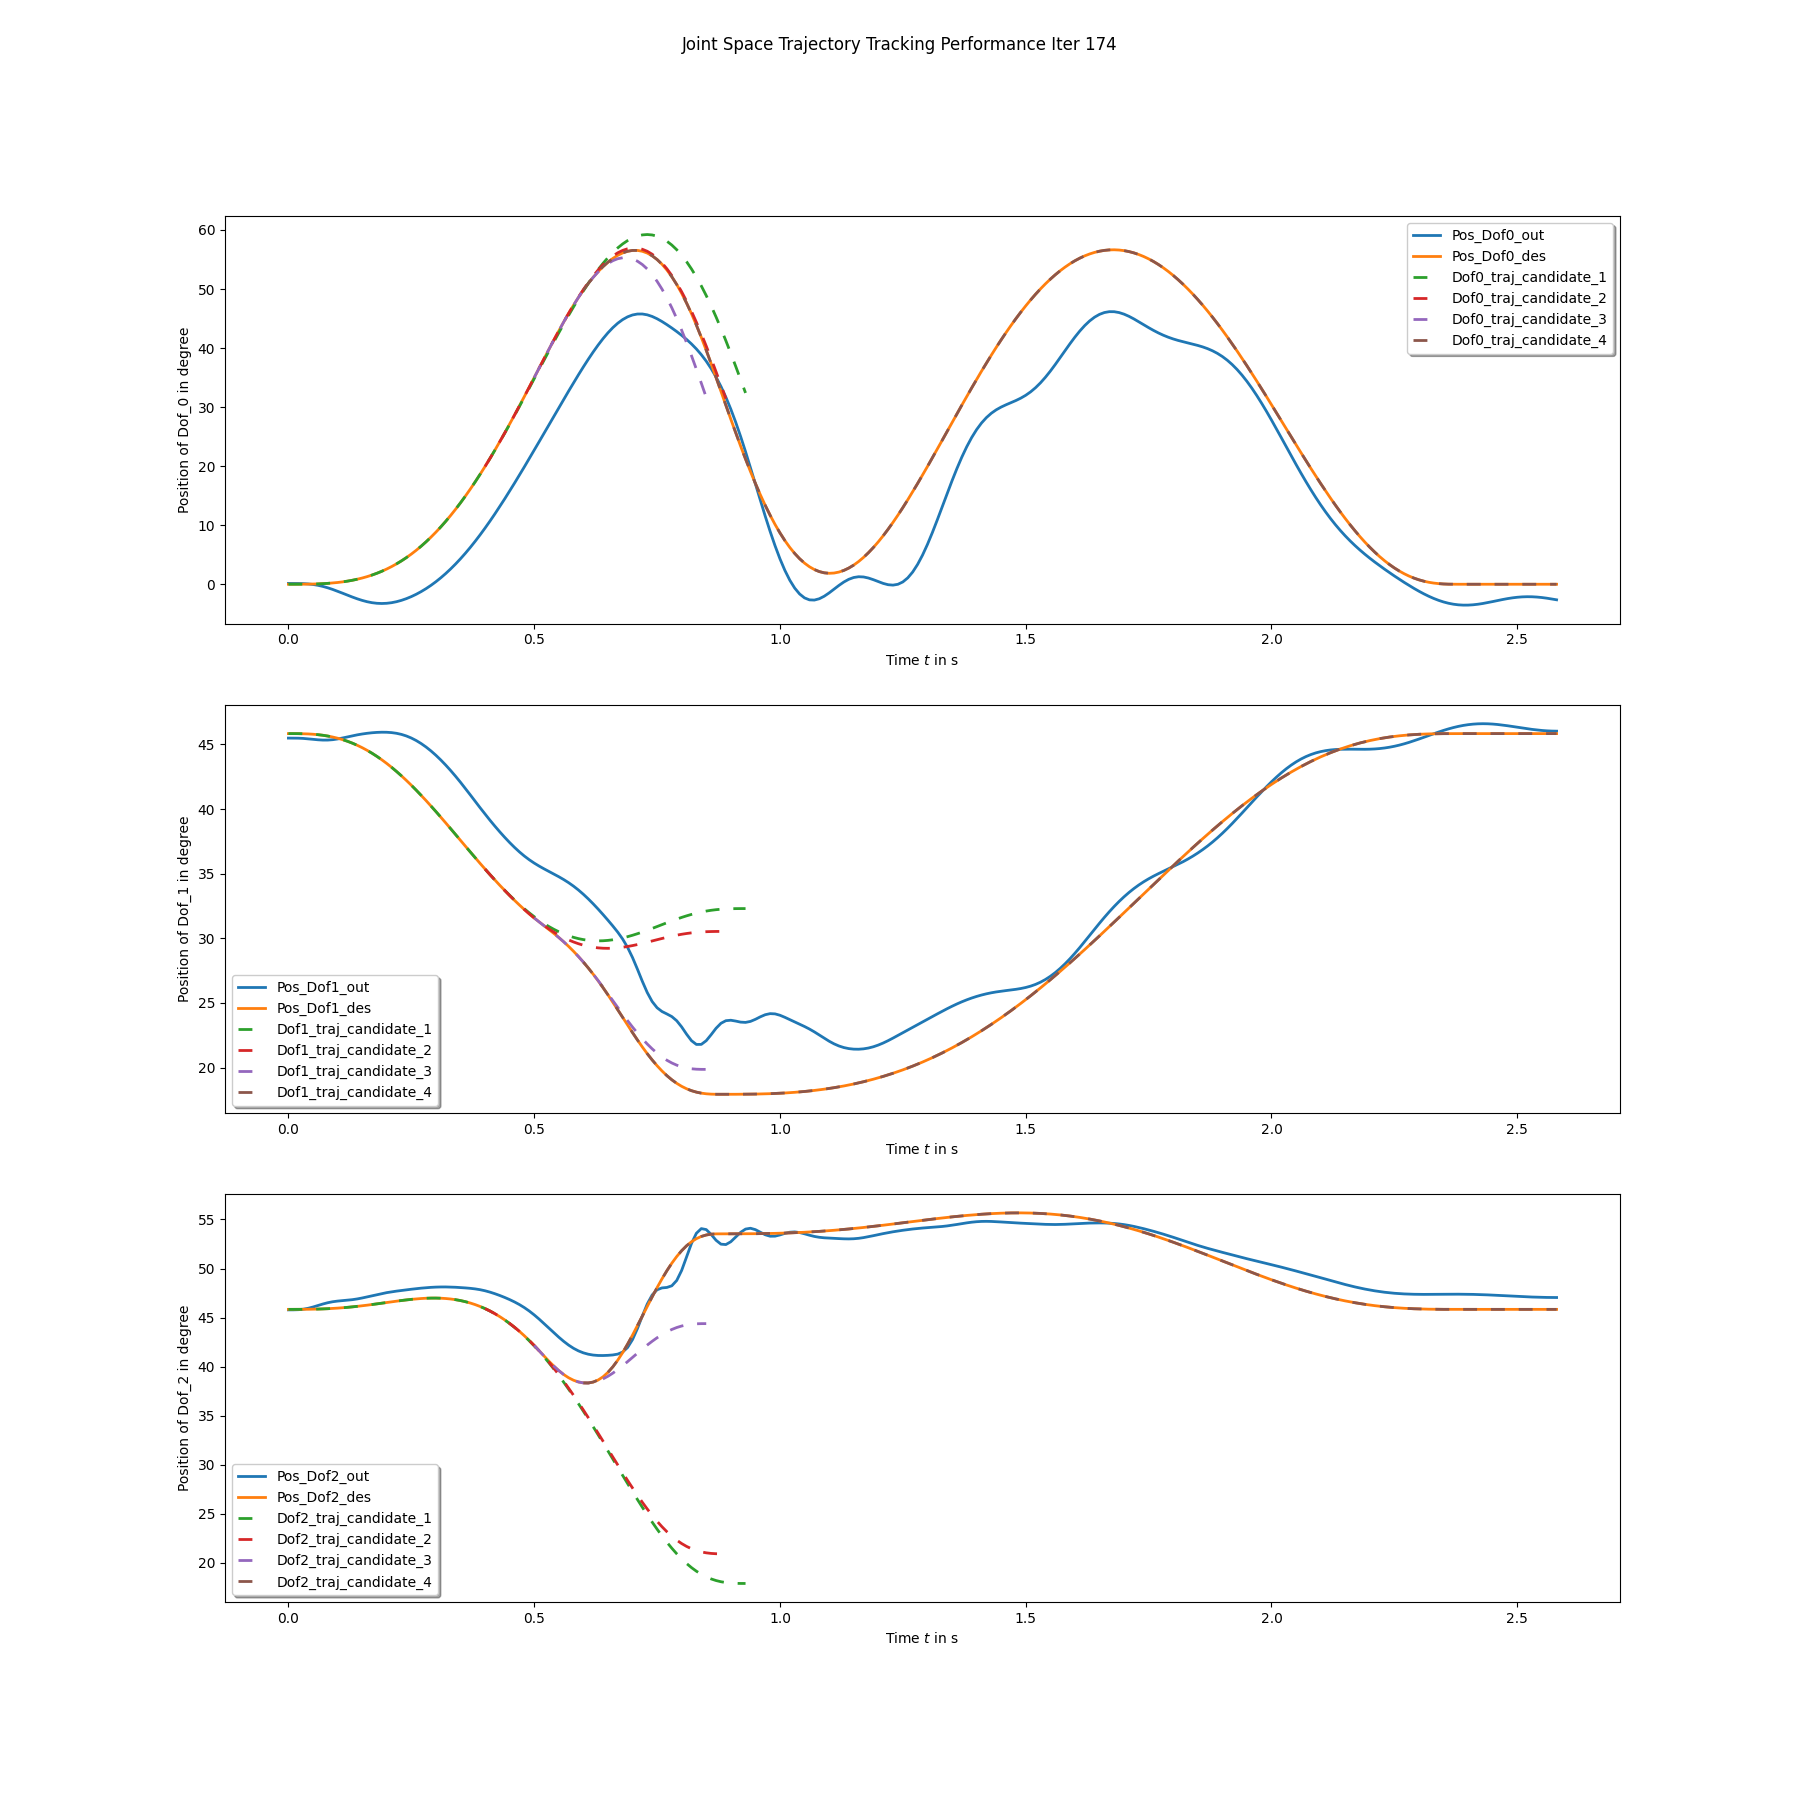 Joint Space Trajectory Tracking Performance Iter 174
Position of Dof_0 in degree
60
50
40
30
20
10
0
Pos_Dof0_out
Pos_Dof0_des
Dof0_traj_candidate_1
Dof0_traj_candidate_2
Dof0_traj_candidate_3
Dof0_traj_candidate_4
0.0 0.5 1.0 1.5 2.0 2.5
Time t in s
Position of Dof_1 in degree
45
40
35
30
25
20
Pos_Dof1_out
Pos_Dof1_des
Dof1_traj_candidate_1
Dof1_traj_candidate_2
Dof1_traj_candidate_3
Dof1_traj_candidate_4
0.0 0.5 1.0 1.5 2.0 2.5
Time t in s
Position of Dof_2 in degree
55
50
45
40
35
30
25
20
Pos_Dof2_out
Pos_Dof2_des
Dof2_traj_candidate_1
Dof2_traj_candidate_2
Dof2_traj_candidate_3
Dof2_traj_candidate_4
0.0 0.5 1.0 1.5 2.0 2.5
Time t in s